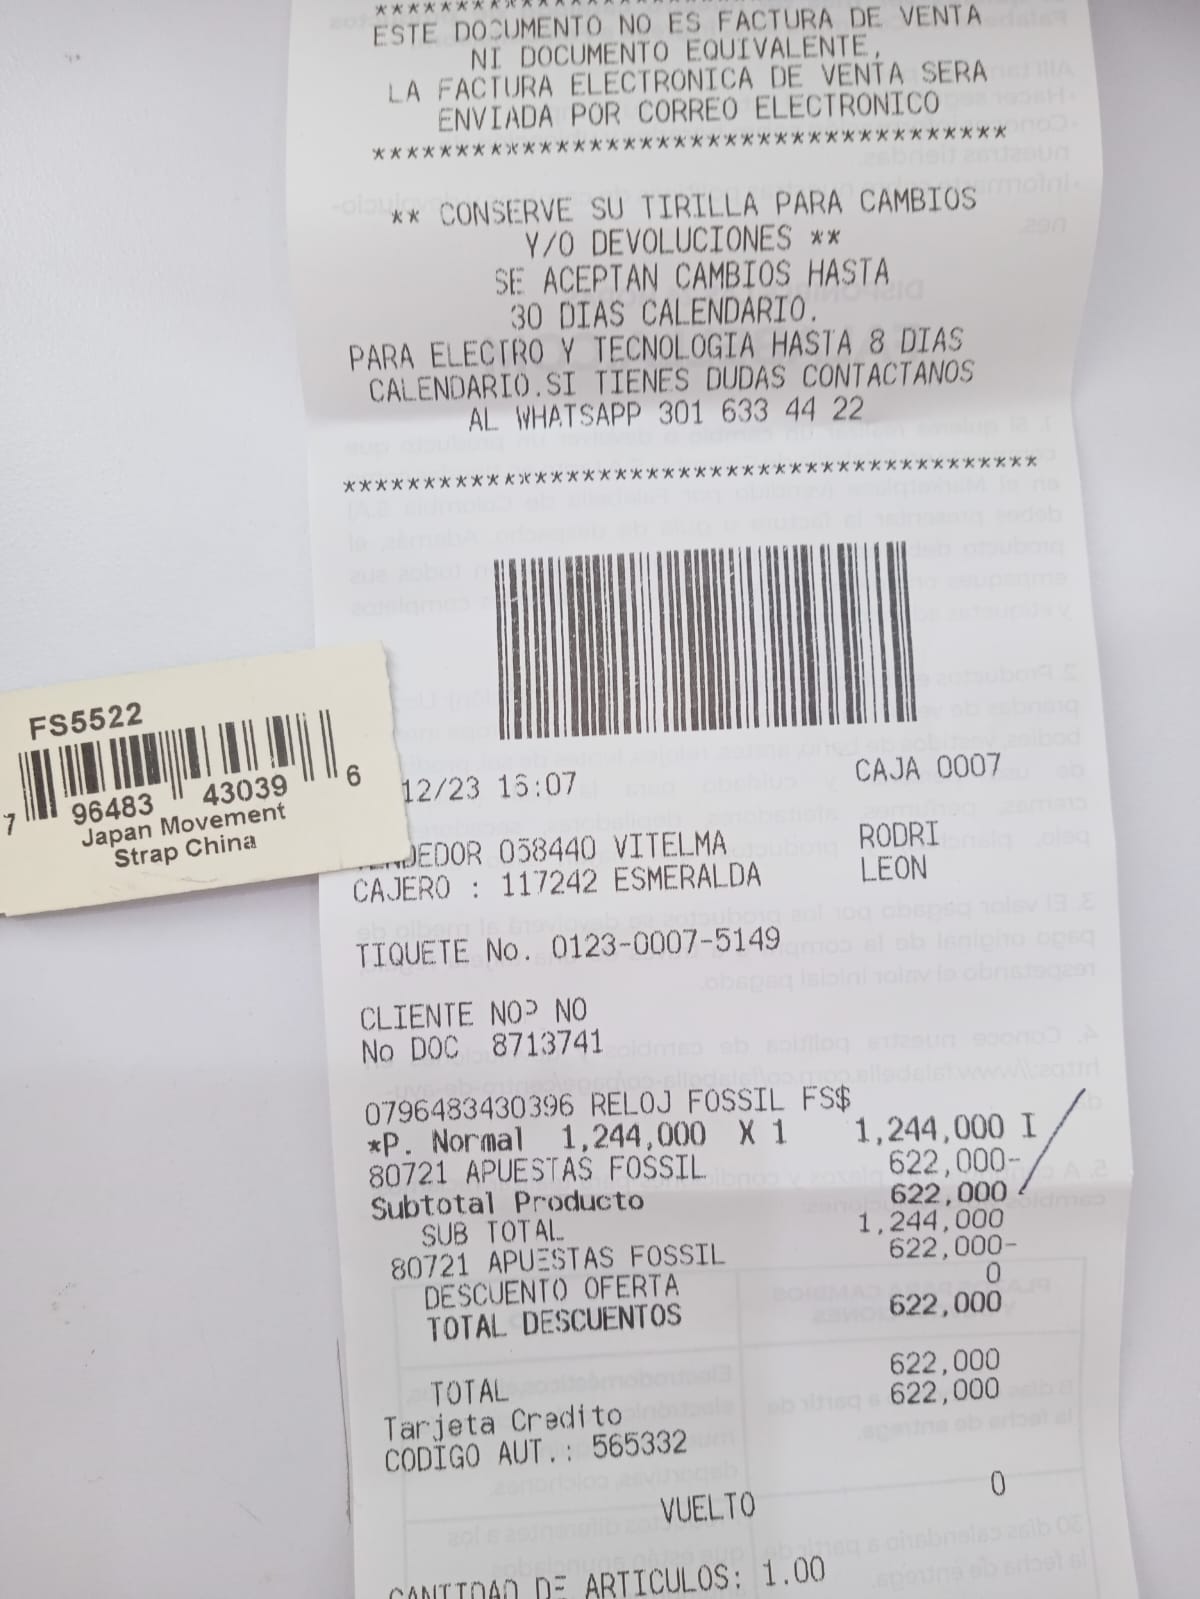 ****************************************
ESTE DOCUMENTO NO ES FACTURA DE VENTA
NI DOCUMENTO EQUIVALENTE,
LA FACTURA ELECTRONICA DE VENTA SERA
ENVIADA POR CORREO ELECTRONICO
****************************************
** CONSERVE SU TIRILLA PARA CAMBIOS
Y/O DEVOLUCIONES **
SE ACEPTAN CAMBIOS HASTA
30 DIAS CALENDARIO.
PARA ELECTRO Y TECNOLOGIA HASTA 8 DIAS
CALENDARIO.SI TIENES DUDAS CONTACTANOS
AL WHATSAPP 301 633 44 22
********************************************
FS5522
7 96483 43039 6
Japan Movement
Strap China
12/23 15:07 CAJA 0007
058440 VITELMA RODRI
CAJERO : 117242 ESMERALDA LEON
TIQUETE No. 0123-0007-5149
CLIENTE NO? NO
No DOC 8713741
0796483430396 RELOJ FOSSIL FS$
*P. Normal 1,244,000 X 1 1,244,000 I
80721 APUESTAS FOSSIL 622,000-
Subtotal Producto 622,000
SUB TOTAL 1,244,000
80721 APUESTAS FOSSIL 622,000-
DESCUENTO OFERTA 0
TOTAL DESCUENTOS 622,000
TOTAL 622,000
Tarjeta Credito 622,000
CODIGO AUT.: 565332
VUELTO 0
CANTIDAD DE ARTICULOS: 1.00